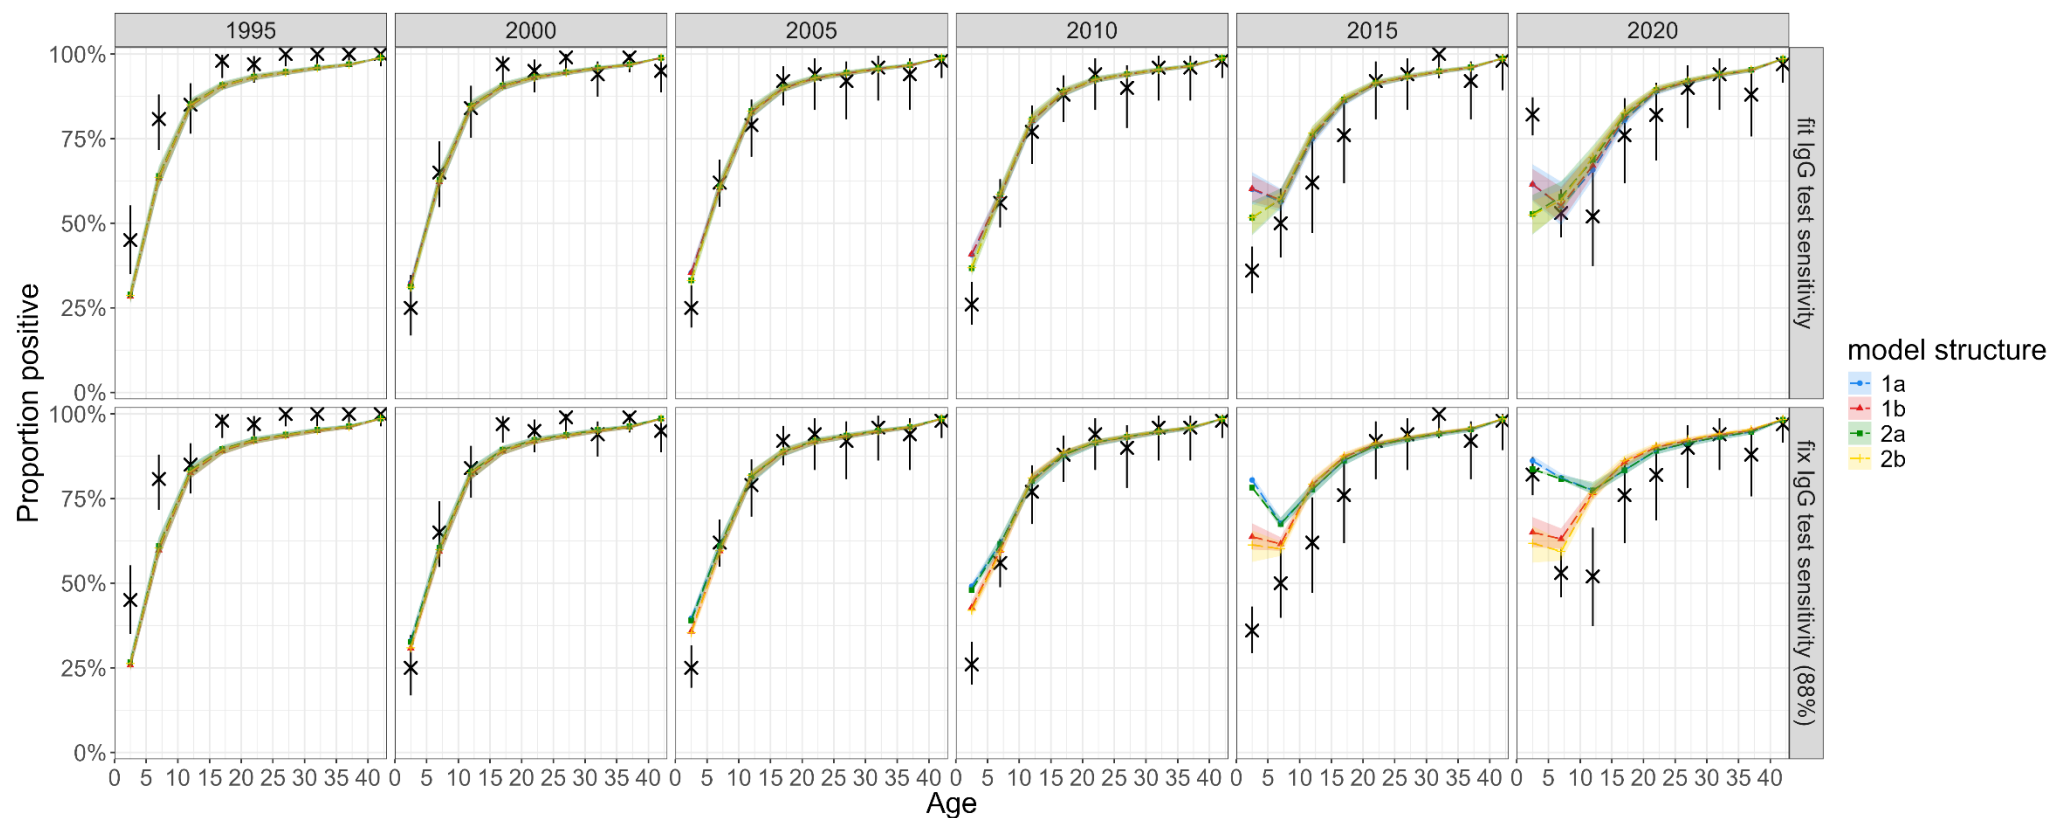 1995 2000 2005 2010 2015 2020
100%
75%
50%
25%
0%
fit IgG test sensitivity
100%
75%
50%
25%
0%
fix IgG test sensitivity (88%)
0 5 10 15 20 25 30 35 40 0 5 10 15 20 25 30 35 40 0 5 10 15 20 25 30 35 40 0 5 10 15 20 25 30 35 40 0 5 10 15 20 25 30 35 40 0 5 10 15 20 25 30 35 40
Age
Proportion positive
model structure
1a
1b
2a
2b